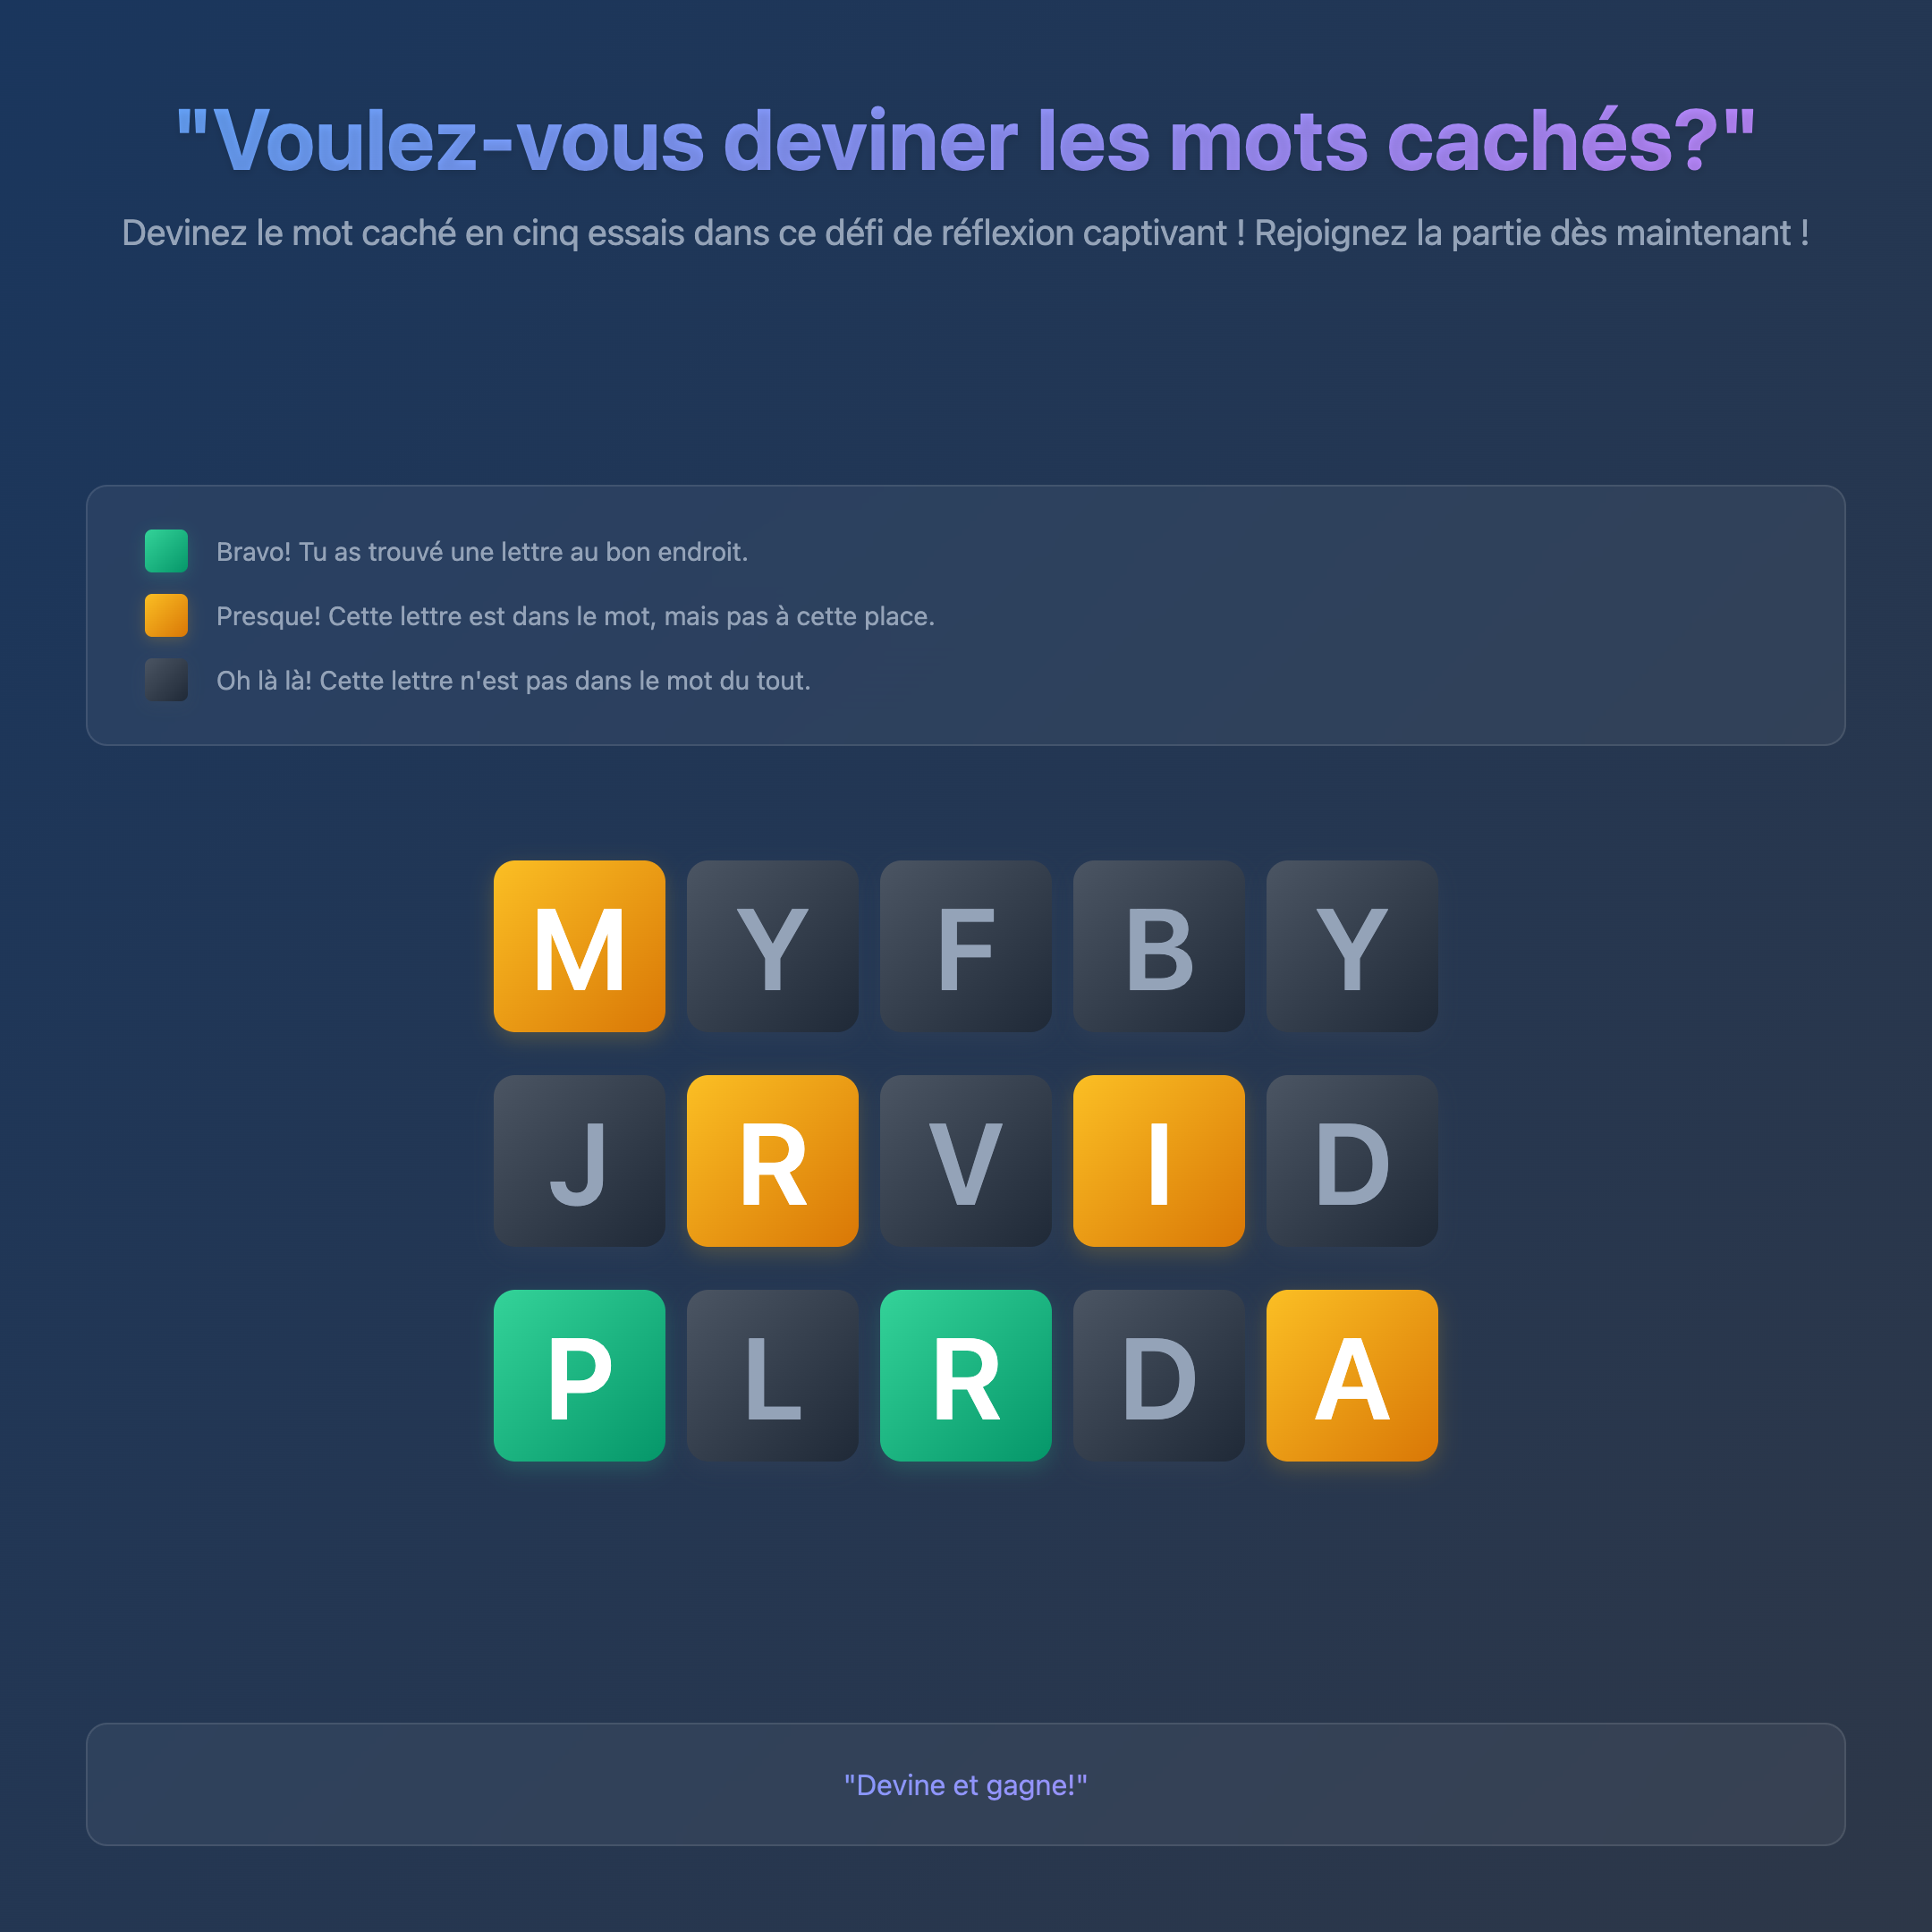 "Voulez-vous deviner les mots cachés?"
Devinez le mot caché en cinq essais dans ce défi de réflexion captivant ! Rejoignez la partie dès maintenant !
Bravo! Tu as trouvé une lettre au bon endroit.
Presque! Cette lettre est dans le mot, mais pas à cette place.
Oh là là! Cette lettre n'est pas dans le mot du tout.
M Y F B Y
J R V I D
P L R D A
"Devine et gagne!"